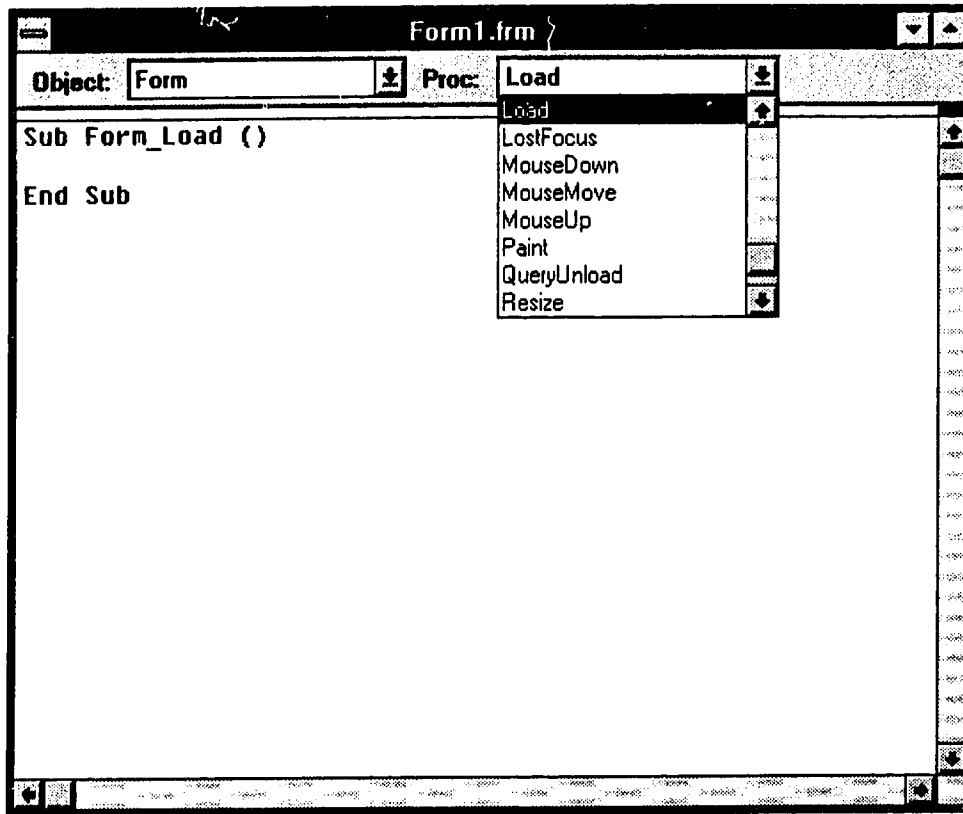 Form1.frm
Object: Form Proc: Load
Load
LostFocus
MouseDown
MouseMove
MouseUp
Paint
QueryUnload
Resize
Sub Form_Load ()
End Sub